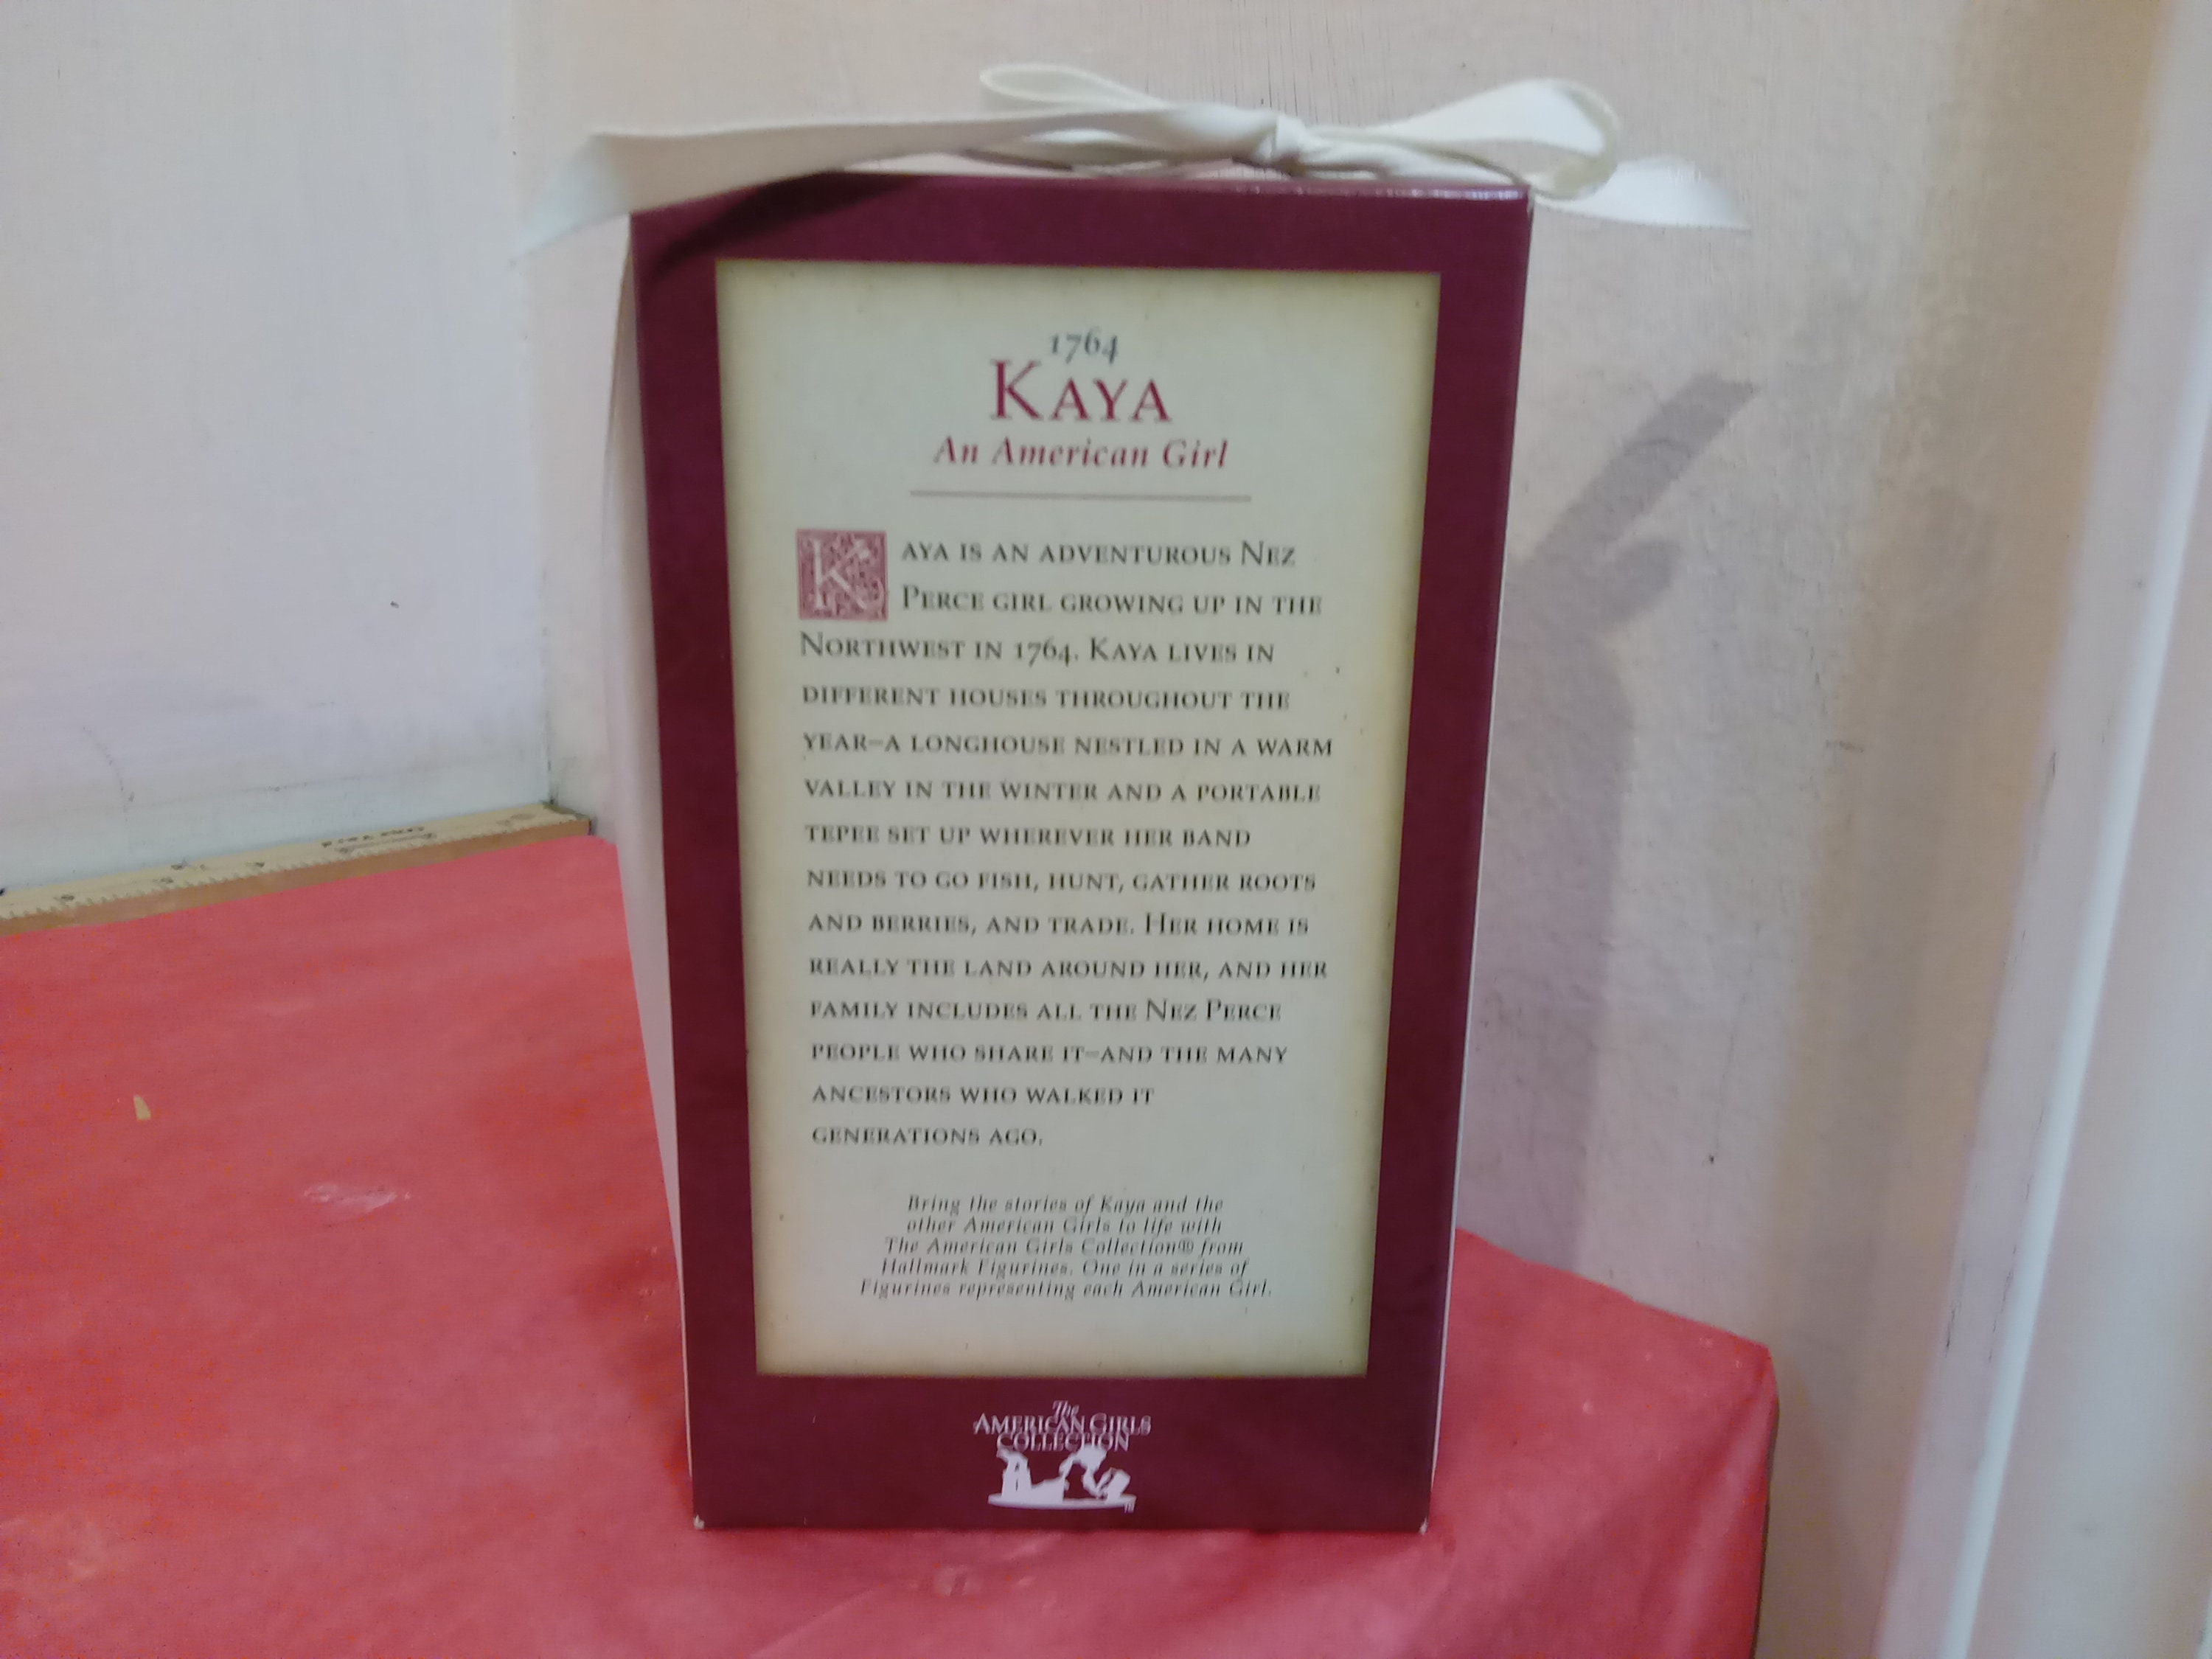 1764
KAYA
An American Girl
KAYA IS AN ADVENTUROUS NEZ
PERCE GIRL GROWING UP IN THE
NORTHWEST IN 1764. KAYA LIVES IN
DIFFERENT HOUSES THROUGHOUT THE
YEAR–A LONGHOUSE NESTLED IN A WARM
VALLEY IN THE WINTER AND A PORTABLE
TEPEE SET UP WHEREVER HER BAND
NEEDS TO GO FISH, HUNT, GATHER ROOTS
AND BERRIES, AND TRADE. HER HOME IS
REALLY THE LAND AROUND HER, AND HER
FAMILY INCLUDES ALL THE NEZ PERCE
PEOPLE WHO SHARE IT–AND THE MANY
ANCESTORS WHO WALKED IT
GENERATIONS AGO.
Bring the stories of Kaya and the
other American Girls to life with
The American Girls Collection® from
Hallmark Figurines. One in a series of
Figurines representing each American Girl.
The
AMERICAN GIRLS
COLLECTION
TM